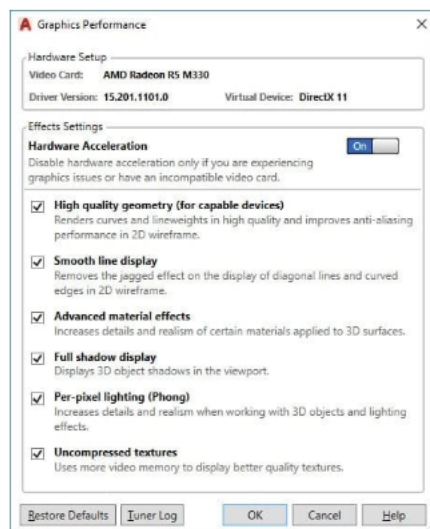 Graphics Performance
Hardware Setup
Video Card: AMD Radeon R5 M330
Driver Version: 15.201.1101.0 Virtual Device: DirectX 11
Effects Settings
Hardware Acceleration On
Disable hardware acceleration only if you are experiencing
graphics issues or have an incompatible video card.
High quality geometry (for capable devices)
Renders curves and lineweights in high quality and improves anti-aliasing
performance in 2D wireframe.
Smooth line display
Removes the jagged effect on the display of diagonal lines and curved
edges in 2D wireframe.
Advanced material effects
Increases details and realism of certain materials applied to 3D surfaces.
Full shadow display
Displays 3D object shadows in the viewport.
Per-pixel lighting (Phong)
Increases details and realism when working with 3D objects and lighting
effects.
Uncompressed textures
Uses more video memory to display better quality textures.
Restore Defaults Tuner Log OK Cancel Help